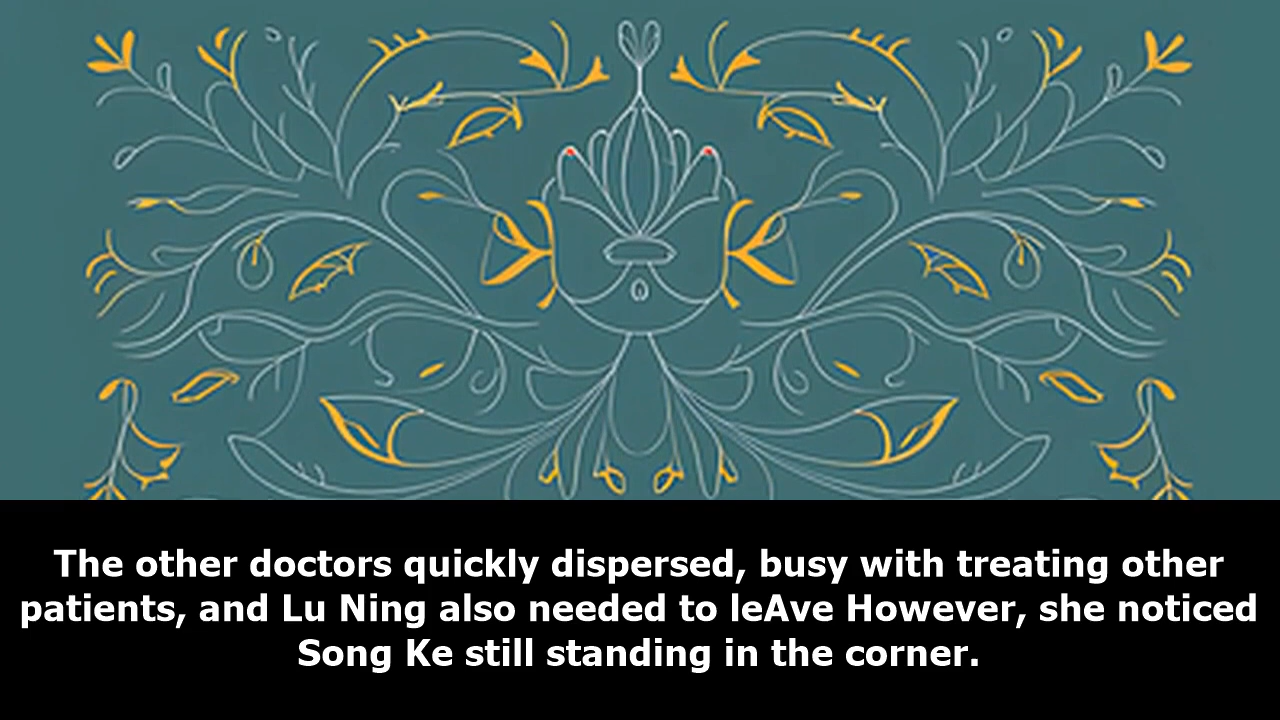 The other doctors quickly dispersed, busy with treating other
patients, and Lu Ning also needed to leAve However, she noticed
Song Ke still standing in the corner.